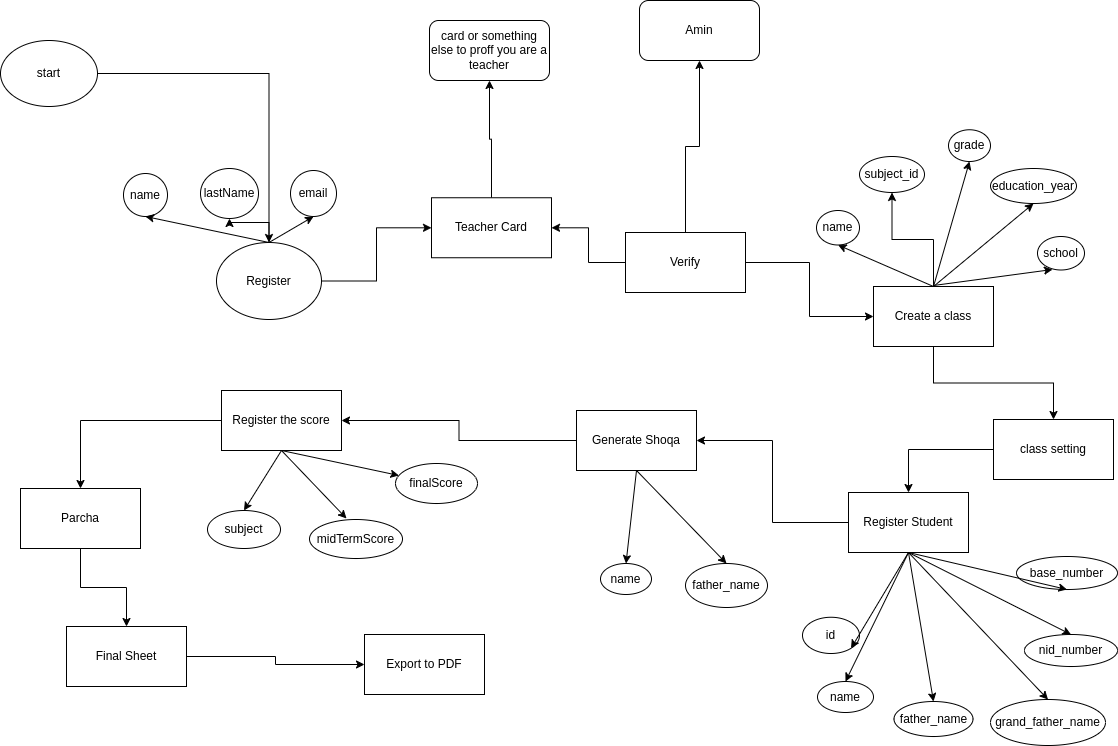 start
card or something
else to proff you are a
teacher
Amin
name
lastName
email
Register
Teacher Card
Verify
subject_id
grade
education_year
name
school
Create a class
class setting
Register the score
Generate Shoqa
Register Student
finalScore
subject
midTermScore
Parcha
name
father_name
base_number
id
nid_number
name
father_name
grand_father_name
Final Sheet
Export to PDF